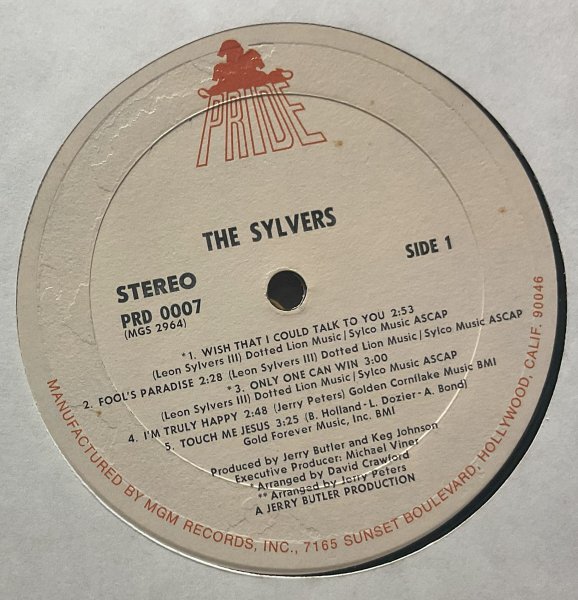 PRIDE
THE SYLVERS
STEREO
SIDE 1
PRD 0007
(MGS 2964)
*1. WISH THAT I COULD TALK TO YOU 2:53
(Leon Sylvers III) Dotted Lion Music/Sylco Music ASCAP
2. FOOL'S PARADISE 2:28 (Leon Sylvers III) Dotted Lion Music/Sylco Music ASCAP
*3. ONLY ONE CAN WIN 3:00
(Leon Sylvers III) Dotted Lion Music/Sylco Music ASCAP
4. I'M TRULY HAPPY 2:48 (Jerry Peters) Golden Cornflake Music BMI
5. TOUCH ME JESUS 3:25 (B. Holland-L. Dozier-A. Bond)
Gold Forever Music, Inc. BMI
Produced by Jerry Butler and Keg Johnson
Executive Producer: Michael Viner
*Arranged by David Crawford
**Arranged by Jerry Peters
A JERRY BUTLER PRODUCTION
MANUFACTURED BY MGM RECORDS, INC., 7165 SUNSET BOULEVARD, HOLLYWOOD, CALIF. 90046